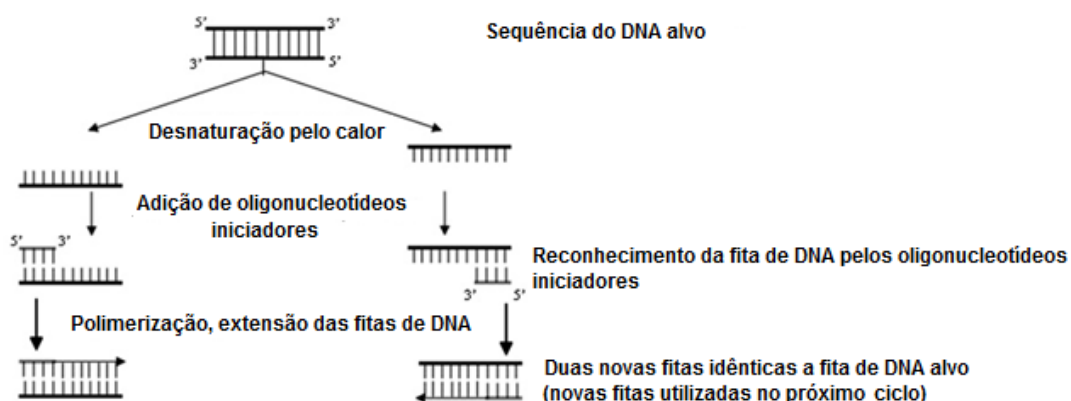 5’ 3’
Sequência do DNA alvo
3’ 5’
Desnaturação pelo calor
Adição de oligonucleotídeos
iniciadores
5’ 3’
Reconhecimento da fita de DNA pelos oligonucleotídeos
iniciadores
3’ 5’
Polimerização, extensão das fitas de DNA
Duas novas fitas idênticas a fita de DNA alvo
(novas fitas utilizadas no próximo ciclo)